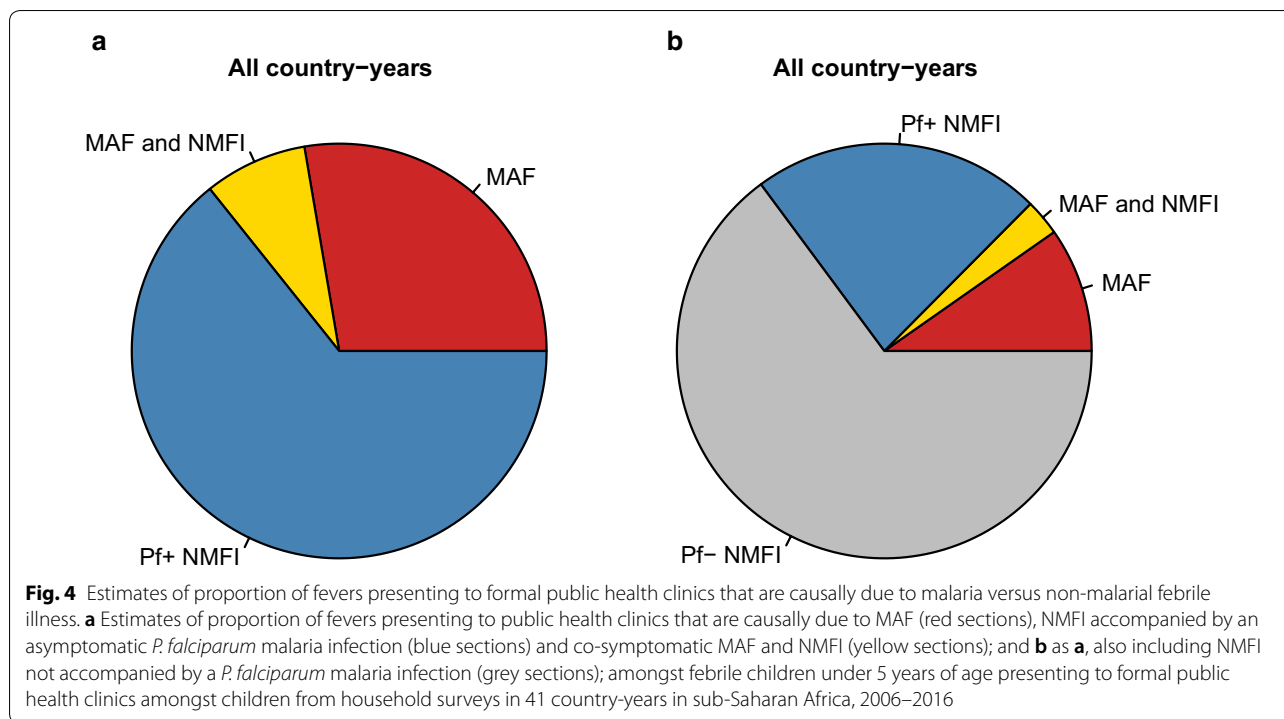 a
All country−years
MAF and NMFI
MAF
Pf+ NMFI
b
All country−years
Pf+ NMFI
MAF and NMFI
MAF
Pf− NMFI
Fig. 4 Estimates of proportion of fevers presenting to formal public health clinics that are causally due to malaria versus non-malarial febrile
illness. a Estimates of proportion of fevers presenting to public health clinics that are causally due to MAF (red sections), NMFI accompanied by an
asymptomatic P. falciparum malaria infection (blue sections) and co-symptomatic MAF and NMFI (yellow sections); and b as a, also including NMFI
not accompanied by a P. falciparum malaria infection (grey sections); amongst febrile children under 5 years of age presenting to formal public
health clinics amongst children from household surveys in 41 country-years in sub-Saharan Africa, 2006–2016